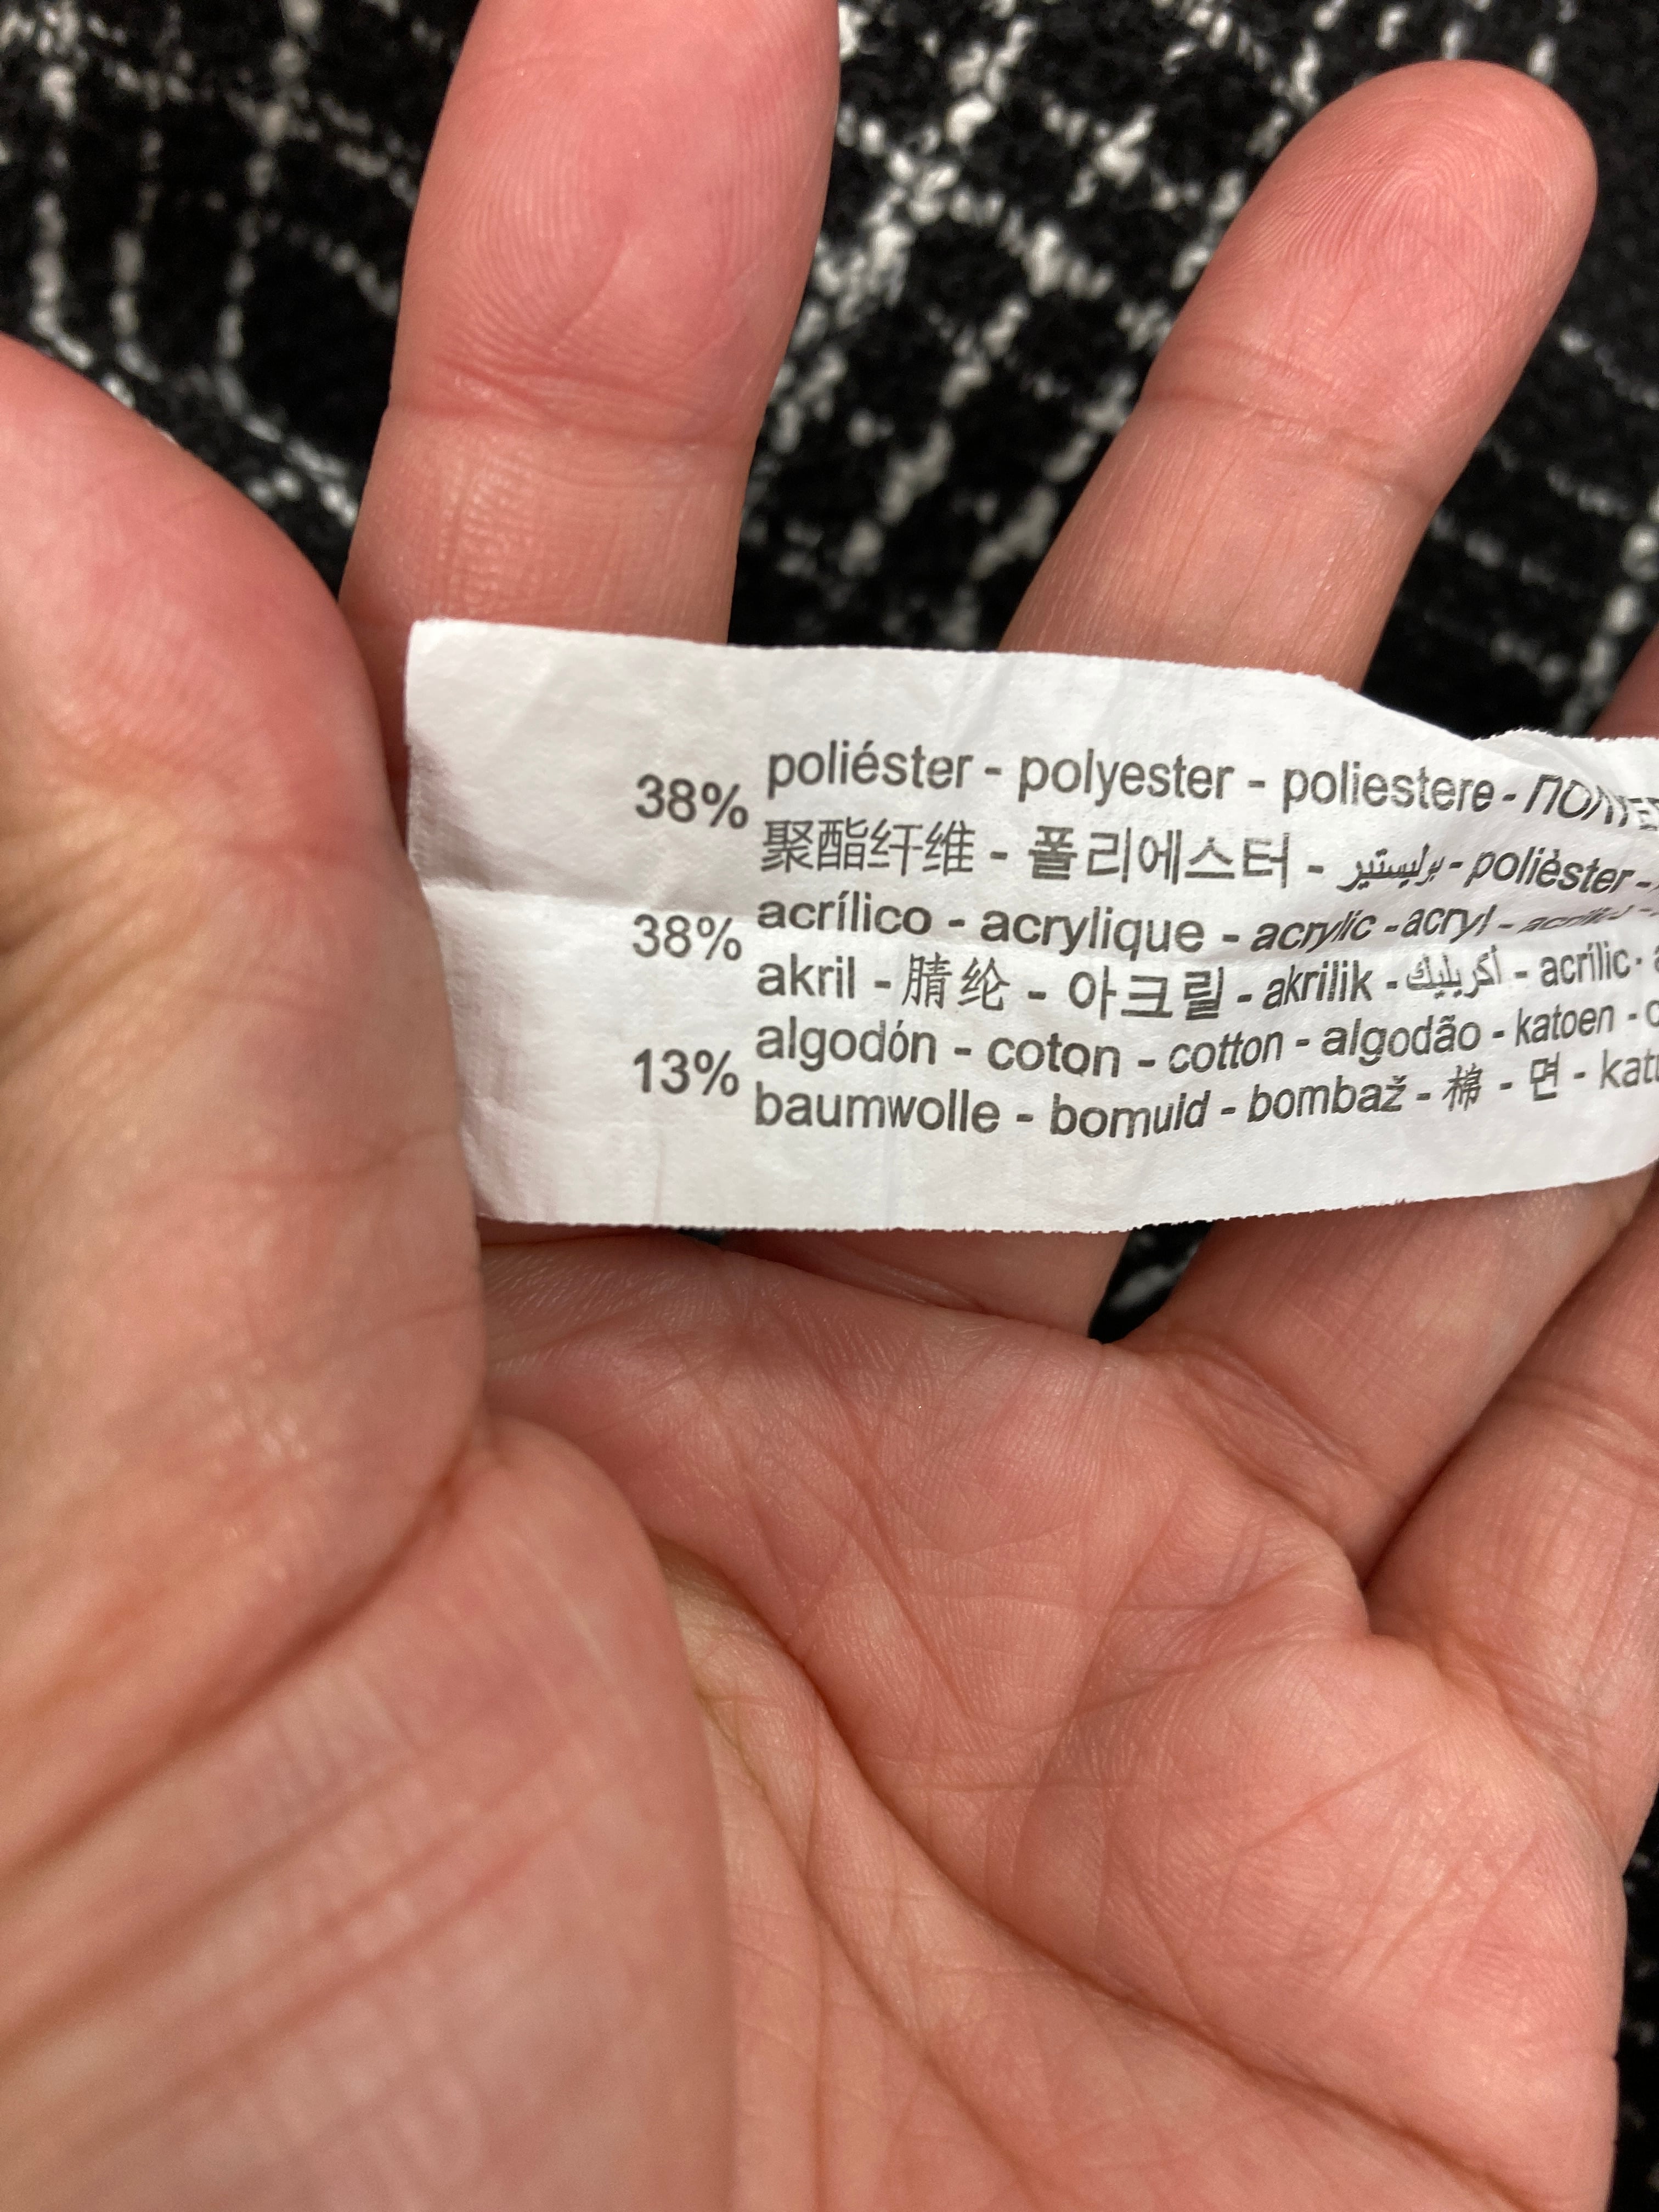 38% poliéster - polyester - poliestere -
聚酯纤维 - 폴리에스터 - بوليستير - poliéster -
38% acrílico - acrylique - acrylic - acryl -
akril - 腈纶 - 아크릴 - akrilik - أكريليك - acrílic -
13% algodón - coton - cotton - algodão - katoen -
baumwolle - bomuld - bombaž - 棉 - 면 -